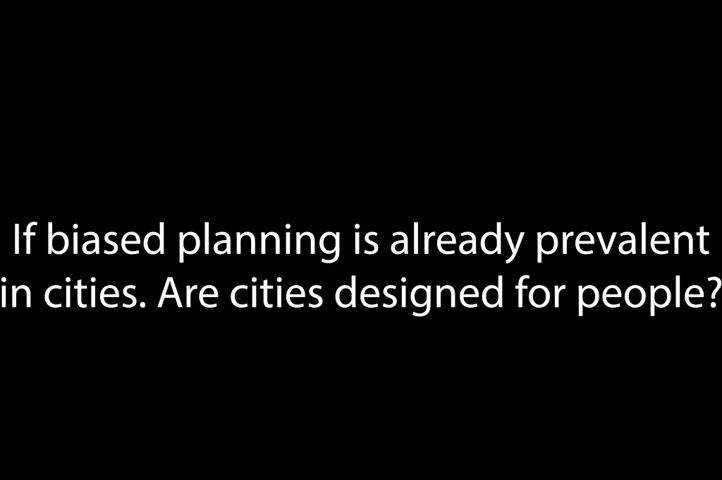 If biased planning is already prevalent
in cities. Are cities designed for people?